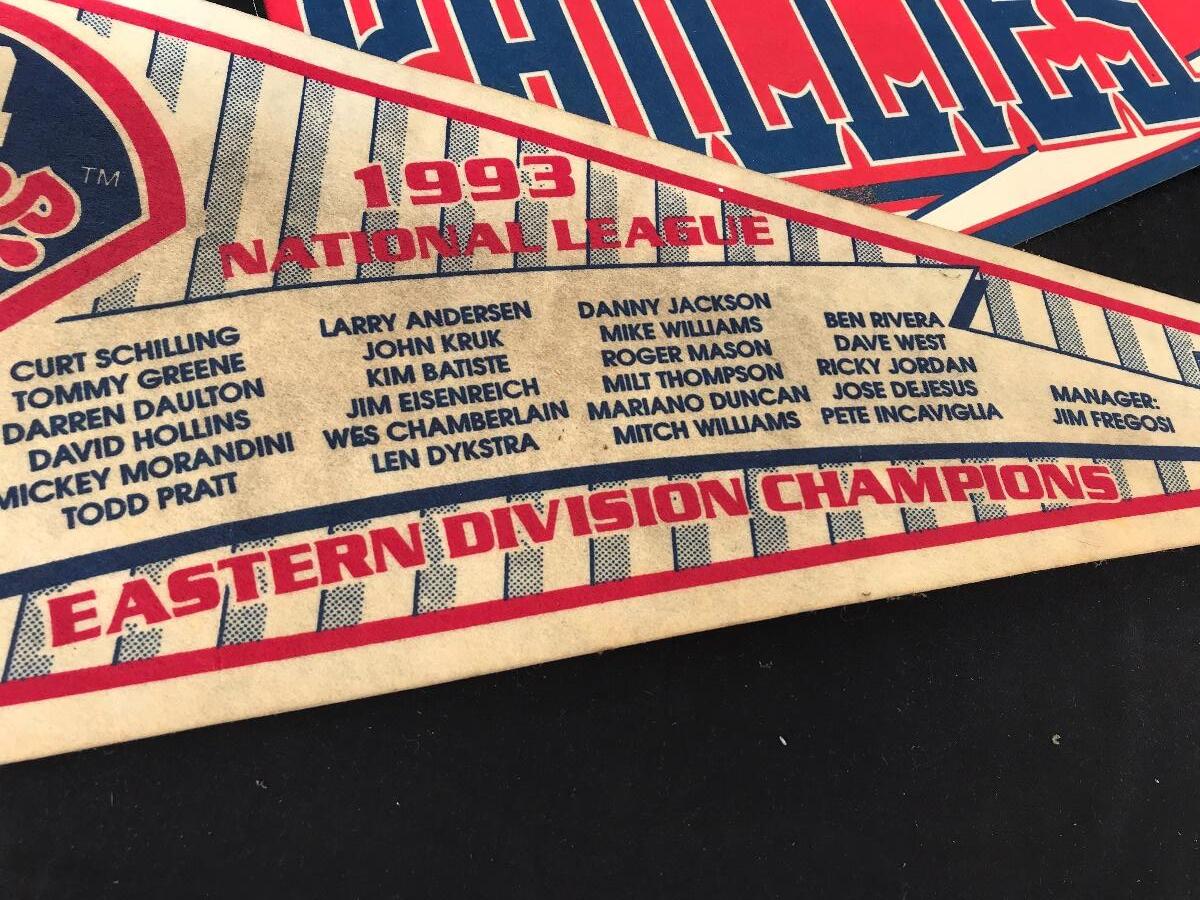 PHILLIES
TM
1993
NATIONAL LEAGUE
CURT SCHILLING
TOMMY GREENE
DARREN DAULTON
DAVID HOLLINS
MICKEY MORANDINI
TODD PRATT
LARRY ANDERSEN
JOHN KRUK
KIM BATISTE
JIM EISENREICH
WES CHAMBERLAIN
LEN DYKSTRA
DANNY JACKSON
MIKE WILLIAMS
ROGER MASON
MILT THOMPSON
MARIANO DUNCAN
MITCH WILLIAMS
BEN RIVERA
DAVE WEST
RICKY JORDAN
JOSE DEJESUS
PETE INCAVIGLIA
MANAGER:
JIM FREGOSI
EASTERN DIVISION CHAMPIONS